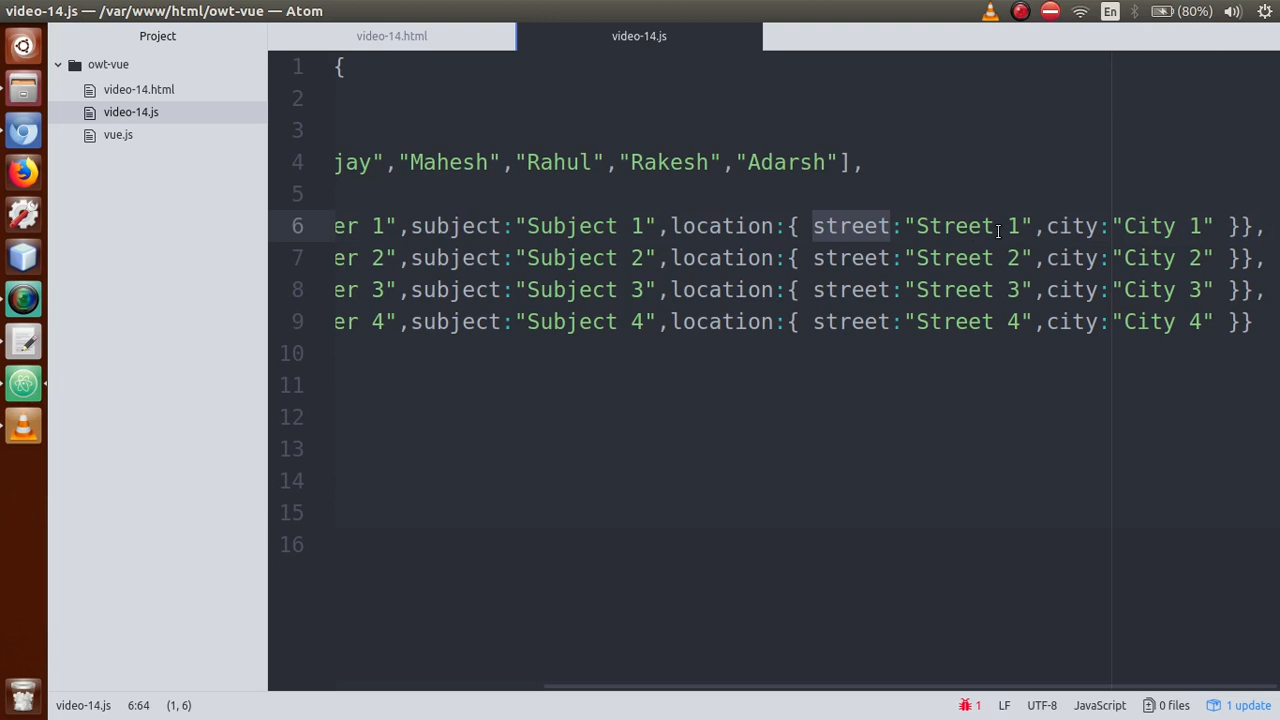 video-14.js — /var/www/html/owt-vue — Atom
En
(80%)
Project
owt-vue
video-14.html
video-14.js
vue.js
video-14.html
video-14.js
1 {
2
3
4 jay","Mahesh","Rahul","Rakesh","Adarsh"],
5
6 er 1",subject:"Subject 1",location:{ street:"Street 1",city:"City 1" }},
7 er 2",subject:"Subject 2",location:{ street:"Street 2",city:"City 2" }},
8 er 3",subject:"Subject 3",location:{ street:"Street 3",city:"City 3" }},
9 er 4",subject:"Subject 4",location:{ street:"Street 4",city:"City 4" }}
10
11
12
13
14
15
16
video-14.js 6:64 (1, 6) 1 LF UTF-8 JavaScript 0 files 1 update